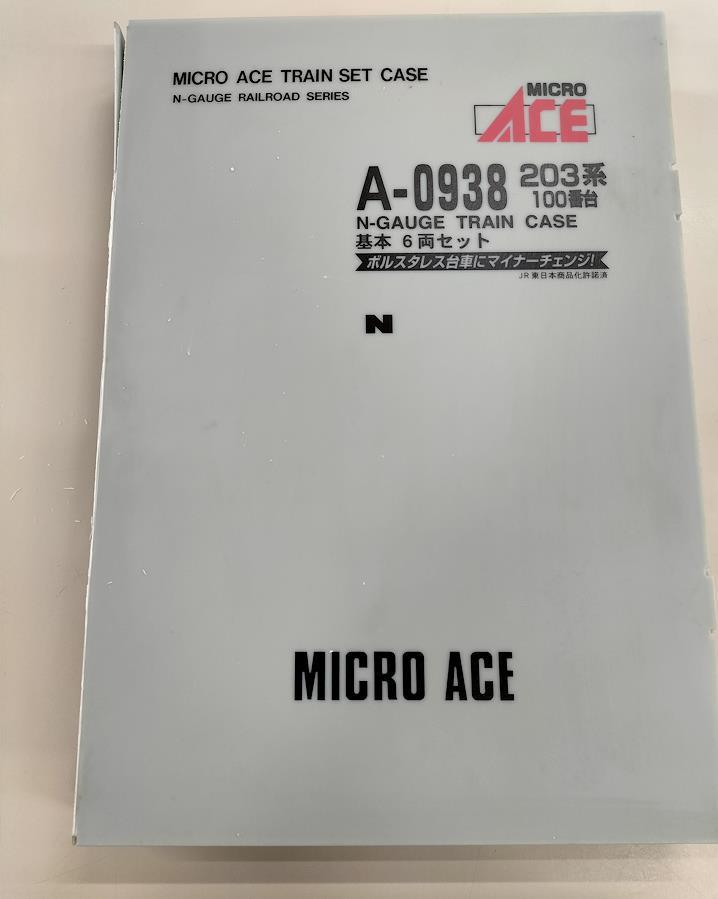 MICRO ACE TRAIN SET CASE
N-GAUGE RAILROAD SERIES
MICRO
ACE
A-0938 203系
100番台
N-GAUGE TRAIN CASE
基本 6両セット
ボルスタレス台車にマイナーチェンジ!
JR東日本商品化許諾済
N
MICRO ACE